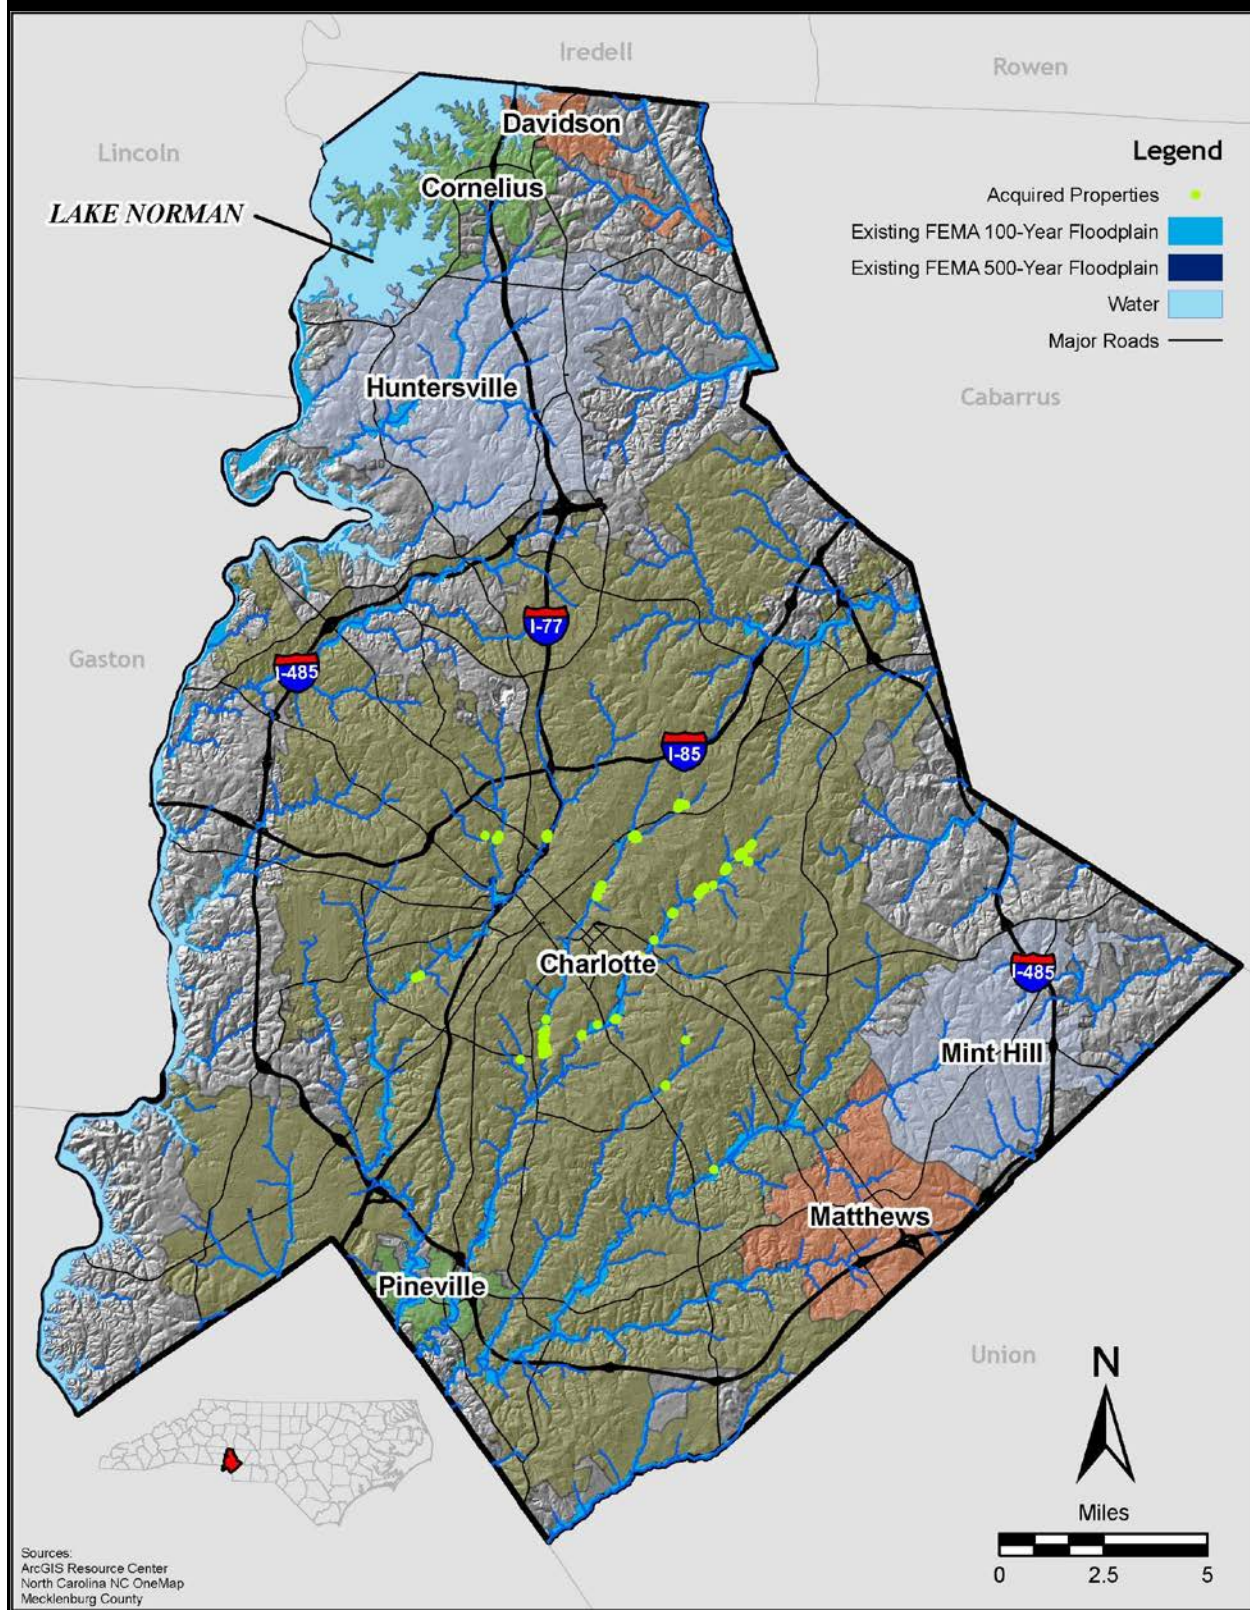 Iredell
Rowen
Davidson
Lincoln
Legend
Cornelius
Acquired Properties
LAKE NORMAN
Existing FEMA 100-Year Floodplain
Existing FEMA 500-Year Floodplain
Water
Major Roads
Huntersville
Cabarrus
I-77
Gaston
I-485
I-85
Charlotte
I-485
Mint Hill
Matthews
Pineville
Union
N
Miles
0 2.5 5
Sources:
ArcGIS Resource Center
North Carolina NC OneMap
Mecklenburg County